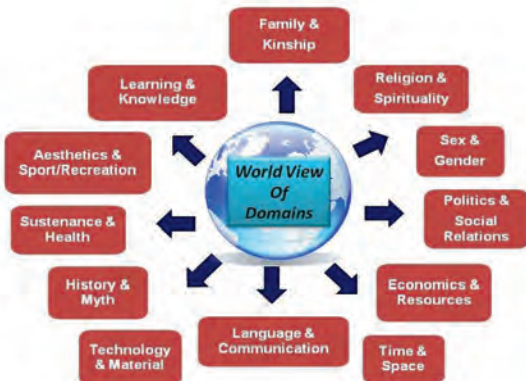 Family &
Kinship
Religion &
Spirituality
Sex &
Gender
Politics &
Social
Relations
Economics &
Resources
Time &
Space
Language &
Communication
Technology
& Material
History &
Myth
Sustenance
& Health
Aesthetics &
Sport/Recreation
Learning &
Knowledge
World View
Of
Domains